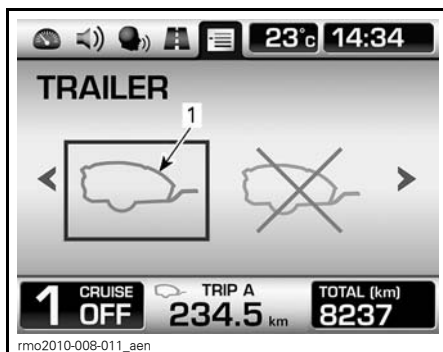 23°c 14:34
TRAILER
1
1 CRUISE OFF TRIP A 234.5 km TOTAL (km) 8237
rmo2010-008-011_aen